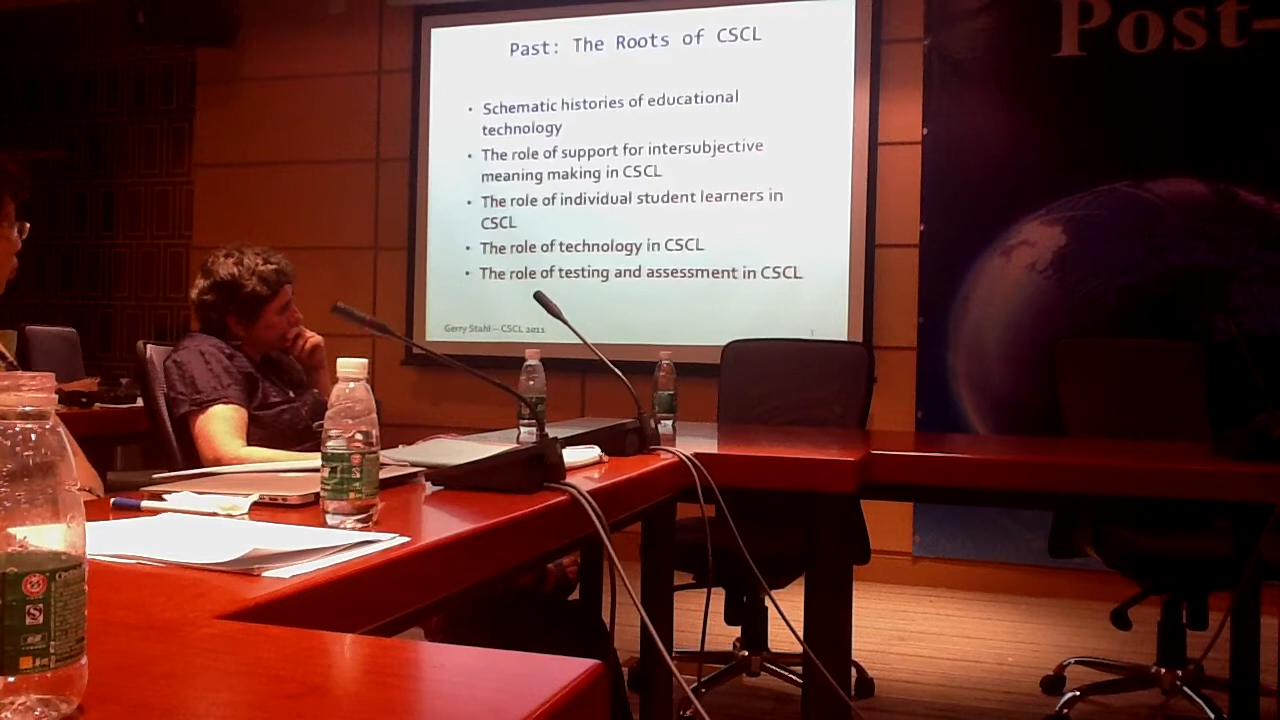 Past: The Roots of CSCL
Post-
• Schematic histories of educational
technology
• The role of support for intersubjective
meaning making in CSCL
• The role of individual student learners in
CSCL
• The role of technology in CSCL
• The role of testing and assessment in CSCL
Gerry Stahl – CSCL 2011
1